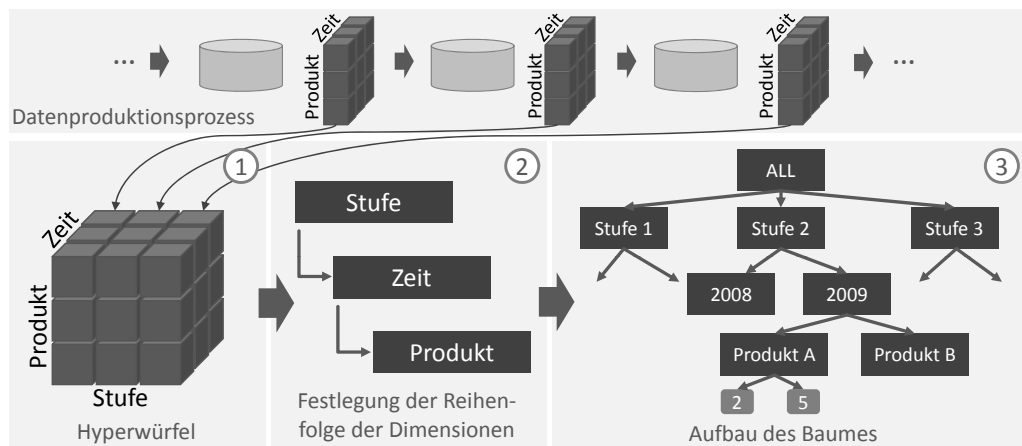 ...
Zeit
Produkt
Zeit
Produkt
Zeit
Produkt
...
Datenproduktionsprozess
1
Zeit
Produkt
Stufe
Hyperwürfel
2
Stufe
Zeit
Produkt
Festlegung der Reihen-
folge der Dimensionen
3
ALL
Stufe 1
Stufe 2
Stufe 3
2008
2009
Produkt A
Produkt B
2
5
Aufbau des Baumes